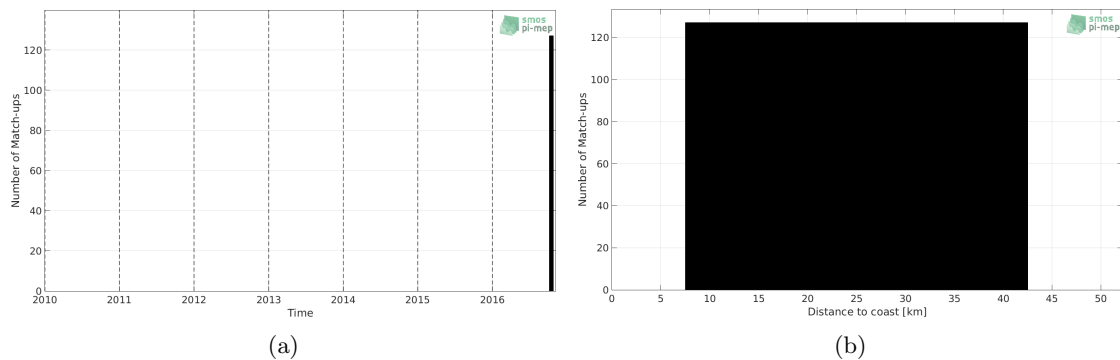 smos
pi-mep
120
100
80
60
40
20
0
Number of Match-ups
2010 2011 2012 2013 2014 2015 2016
Time
(a)
smos
pi-mep
120
100
80
60
40
20
0
Number of Match-ups
0 5 10 15 20 25 30 35 40 45 50
Distance to coast [km]
(b)